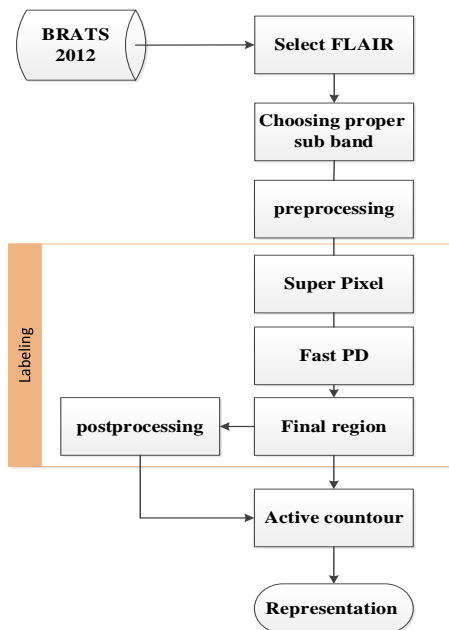 BRATS
2012
Select FLAIR
Choosing proper
sub band
preprocessing
Labeling
Super Pixel
Fast PD
postprocessing
Final region
Active countour
Representation